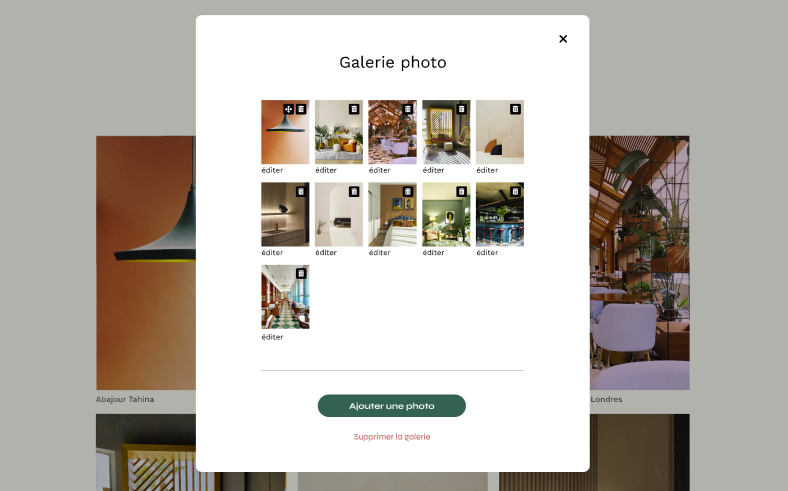 Galerie photo
éditer
éditer
éditer
éditer
éditer
éditer
éditer
éditer
éditer
éditer
éditer
Abajour Tahina
Londres
Ajouter une photo
Supprimer la galerie